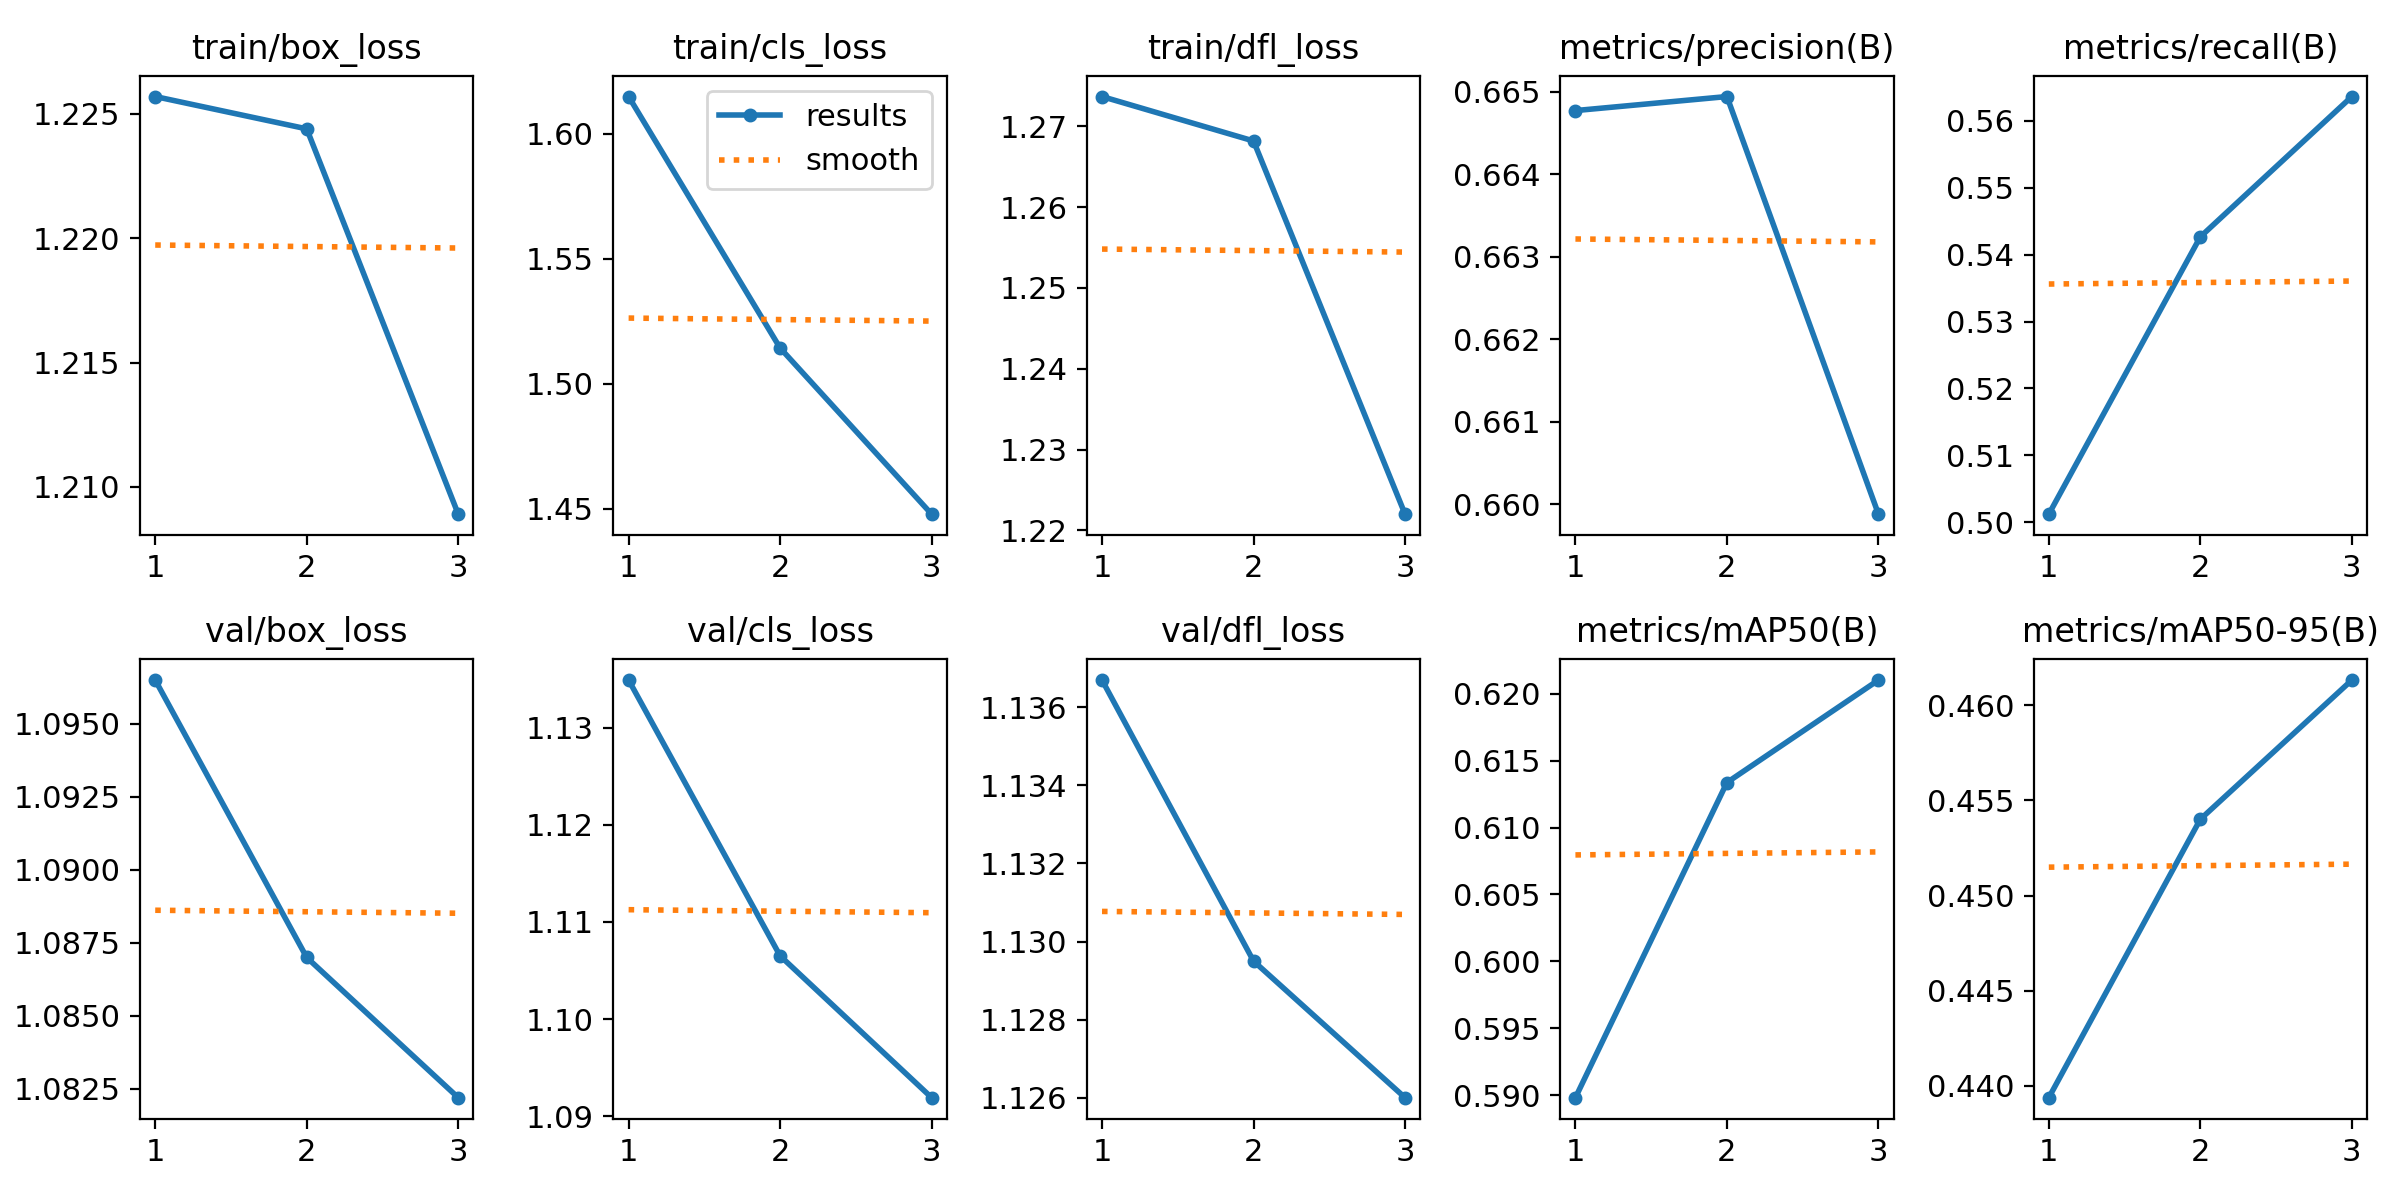 train/box_loss
1.225
1.220
1.215
1.210
1 2 3
train/cls_loss
results
smooth
1.60
1.55
1.50
1.45
1 2 3
train/dfl_loss
1.27
1.26
1.25
1.24
1.23
1.22
1 2 3
metrics/precision(B)
0.665
0.664
0.663
0.662
0.661
0.660
1 2 3
metrics/recall(B)
0.56
0.55
0.54
0.53
0.52
0.51
0.50
1 2 3
val/box_loss
1.0950
1.0925
1.0900
1.0875
1.0850
1.0825
1 2 3
val/cls_loss
1.13
1.12
1.11
1.10
1.09
1 2 3
val/dfl_loss
1.136
1.134
1.132
1.130
1.128
1.126
1 2 3
metrics/mAP50(B)
0.620
0.615
0.610
0.605
0.600
0.595
0.590
1 2 3
metrics/mAP50-95(B)
0.460
0.455
0.450
0.445
0.440
1 2 3